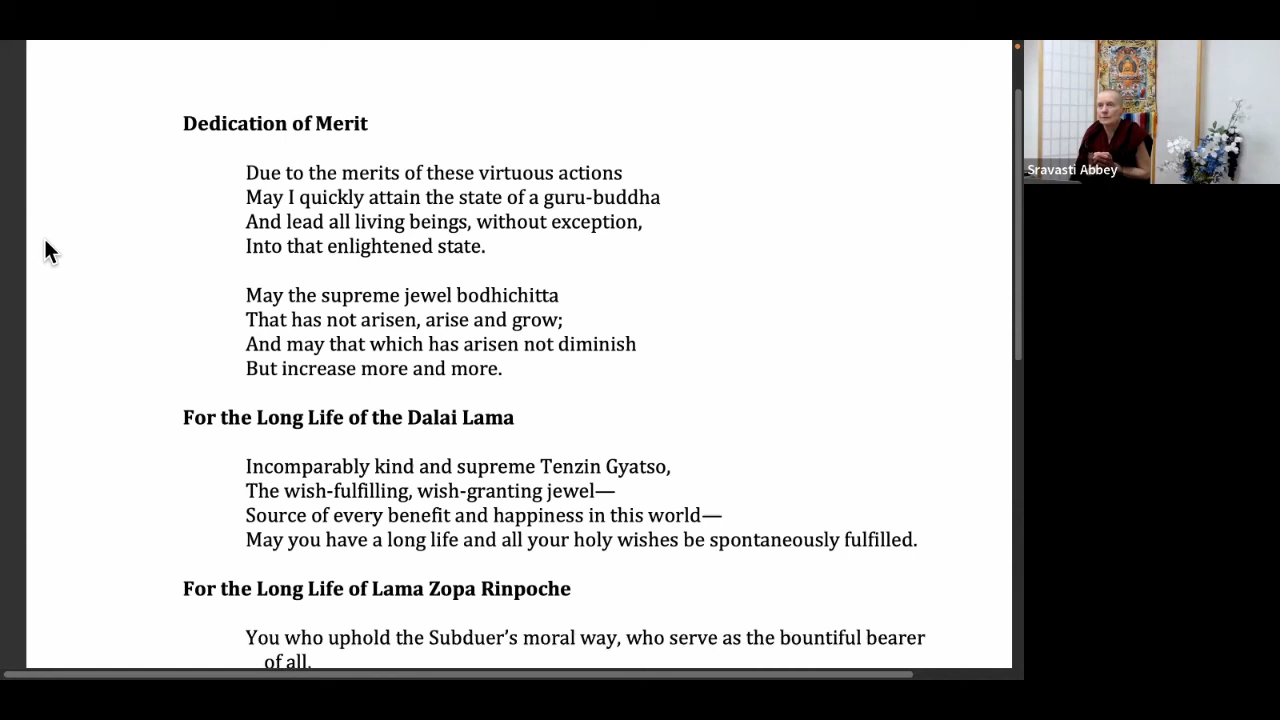 Dedication of Merit
Due to the merits of these virtuous actions
May I quickly attain the state of a guru-buddha
And lead all living beings, without exception,
Into that enlightened state.
May the supreme jewel bodhichitta
That has not arisen, arise and grow;
And may that which has arisen not diminish
But increase more and more.
For the Long Life of the Dalai Lama
Incomparably kind and supreme Tenzin Gyatso,
The wish-fulfilling, wish-granting jewel—
Source of every benefit and happiness in this world—
May you have a long life and all your holy wishes be spontaneously fulfilled.
For the Long Life of Lama Zopa Rinpoche
You who uphold the Subduer’s moral way, who serve as the bountiful bearer
of all.
Sravasti Abbey